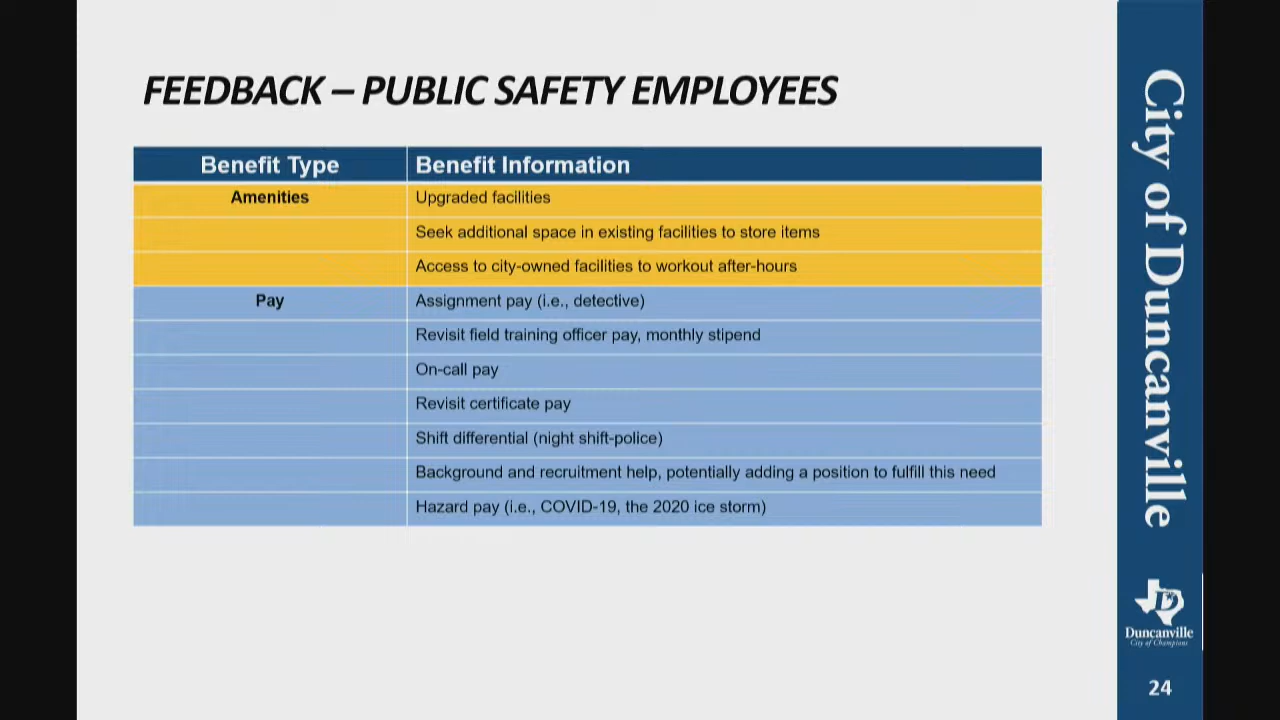 FEEDBACK – PUBLIC SAFETY EMPLOYEES
Benefit Type Benefit Information
Amenities Upgraded facilities
Seek additional space in existing facilities to store items
Access to city-owned facilities to workout after-hours
Pay Assignment pay (i.e., detective)
Revisit field training officer pay, monthly stipend
On-call pay
Revisit certificate pay
Shift differential (night shift-police)
Background and recruitment help, potentially adding a position to fulfill this need
Hazard pay (i.e., COVID-19, the 2020 ice storm)
City of Duncanville
D
Duncanville
City of Champions
24